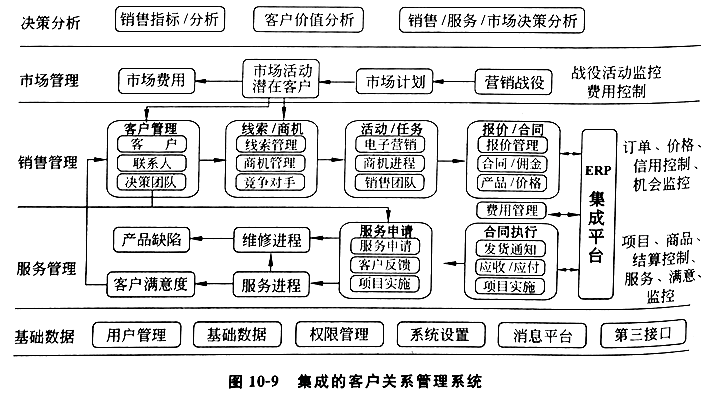 决策分析
销售指标/分析
客户价值分析
销售/服务/市场决策分析
市场管理
市场费用
市场活动
潜在客户
市场计划
营销战役
战役活动监控
费用控制
销售管理
客户管理
客 户
联系人
决策团队
线索/商机
线索管理
商机管理
竞争对手
活动/任务
电子营销
商机进程
销售团队
报价/合同
报价管理
合同/佣金
产品/价格
费用管理
ERP
集成平台
订单、价格、
信用控制、
机会监控
服务管理
产品缺陷
维修进程
客户满意度
服务进程
服务申请
服务申请
客户反馈
项目实施
合同执行
发货通知
应收/应付
项目实施
项目、商品、
结算控制、
服务、满意、
监控
基础数据
用户管理
基础数据
权限管理
系统设置
消息平台
第三接口
图 10-9 集成的客户关系管理系统